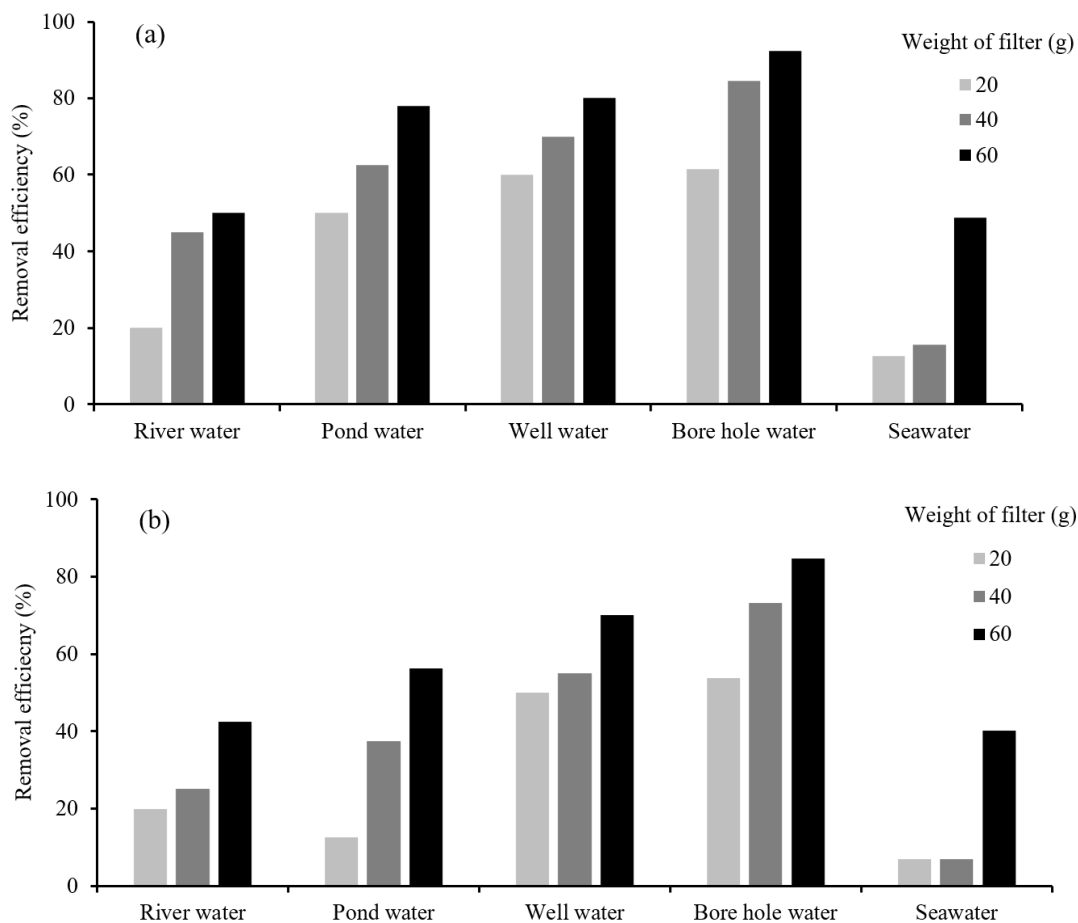 (a)
Weight of filter (g)
20
40
60
Removal efficiency (%)
100
80
60
40
20
0
River water Pond water Well water Bore hole water Seawater
(b)
Weight of filter (g)
20
40
60
Removal efficiecny (%)
100
80
60
40
20
0
River water Pond water Well water Bore hole water Seawater